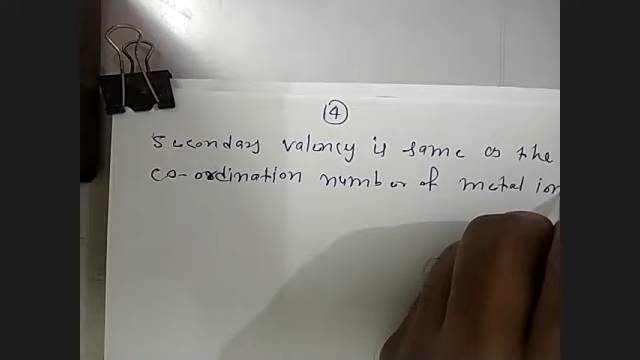 4
Secondary valency is same as the
co-ordination number of metal ion